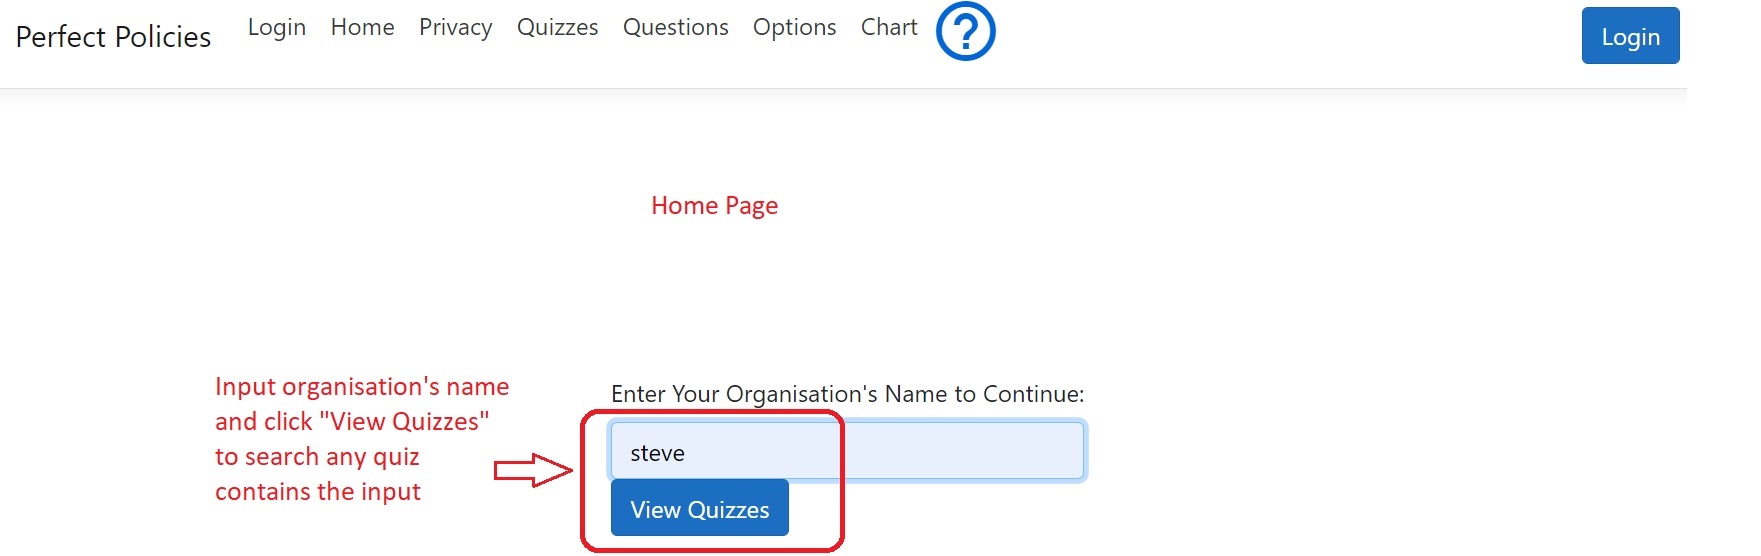 Perfect Policies Login Home Privacy Quizzes Questions Options Chart ? Login
Home Page
Input organisation's name
and click "View Quizzes"
to search any quiz
contains the input
Enter Your Organisation's Name to Continue:
steve
View Quizzes